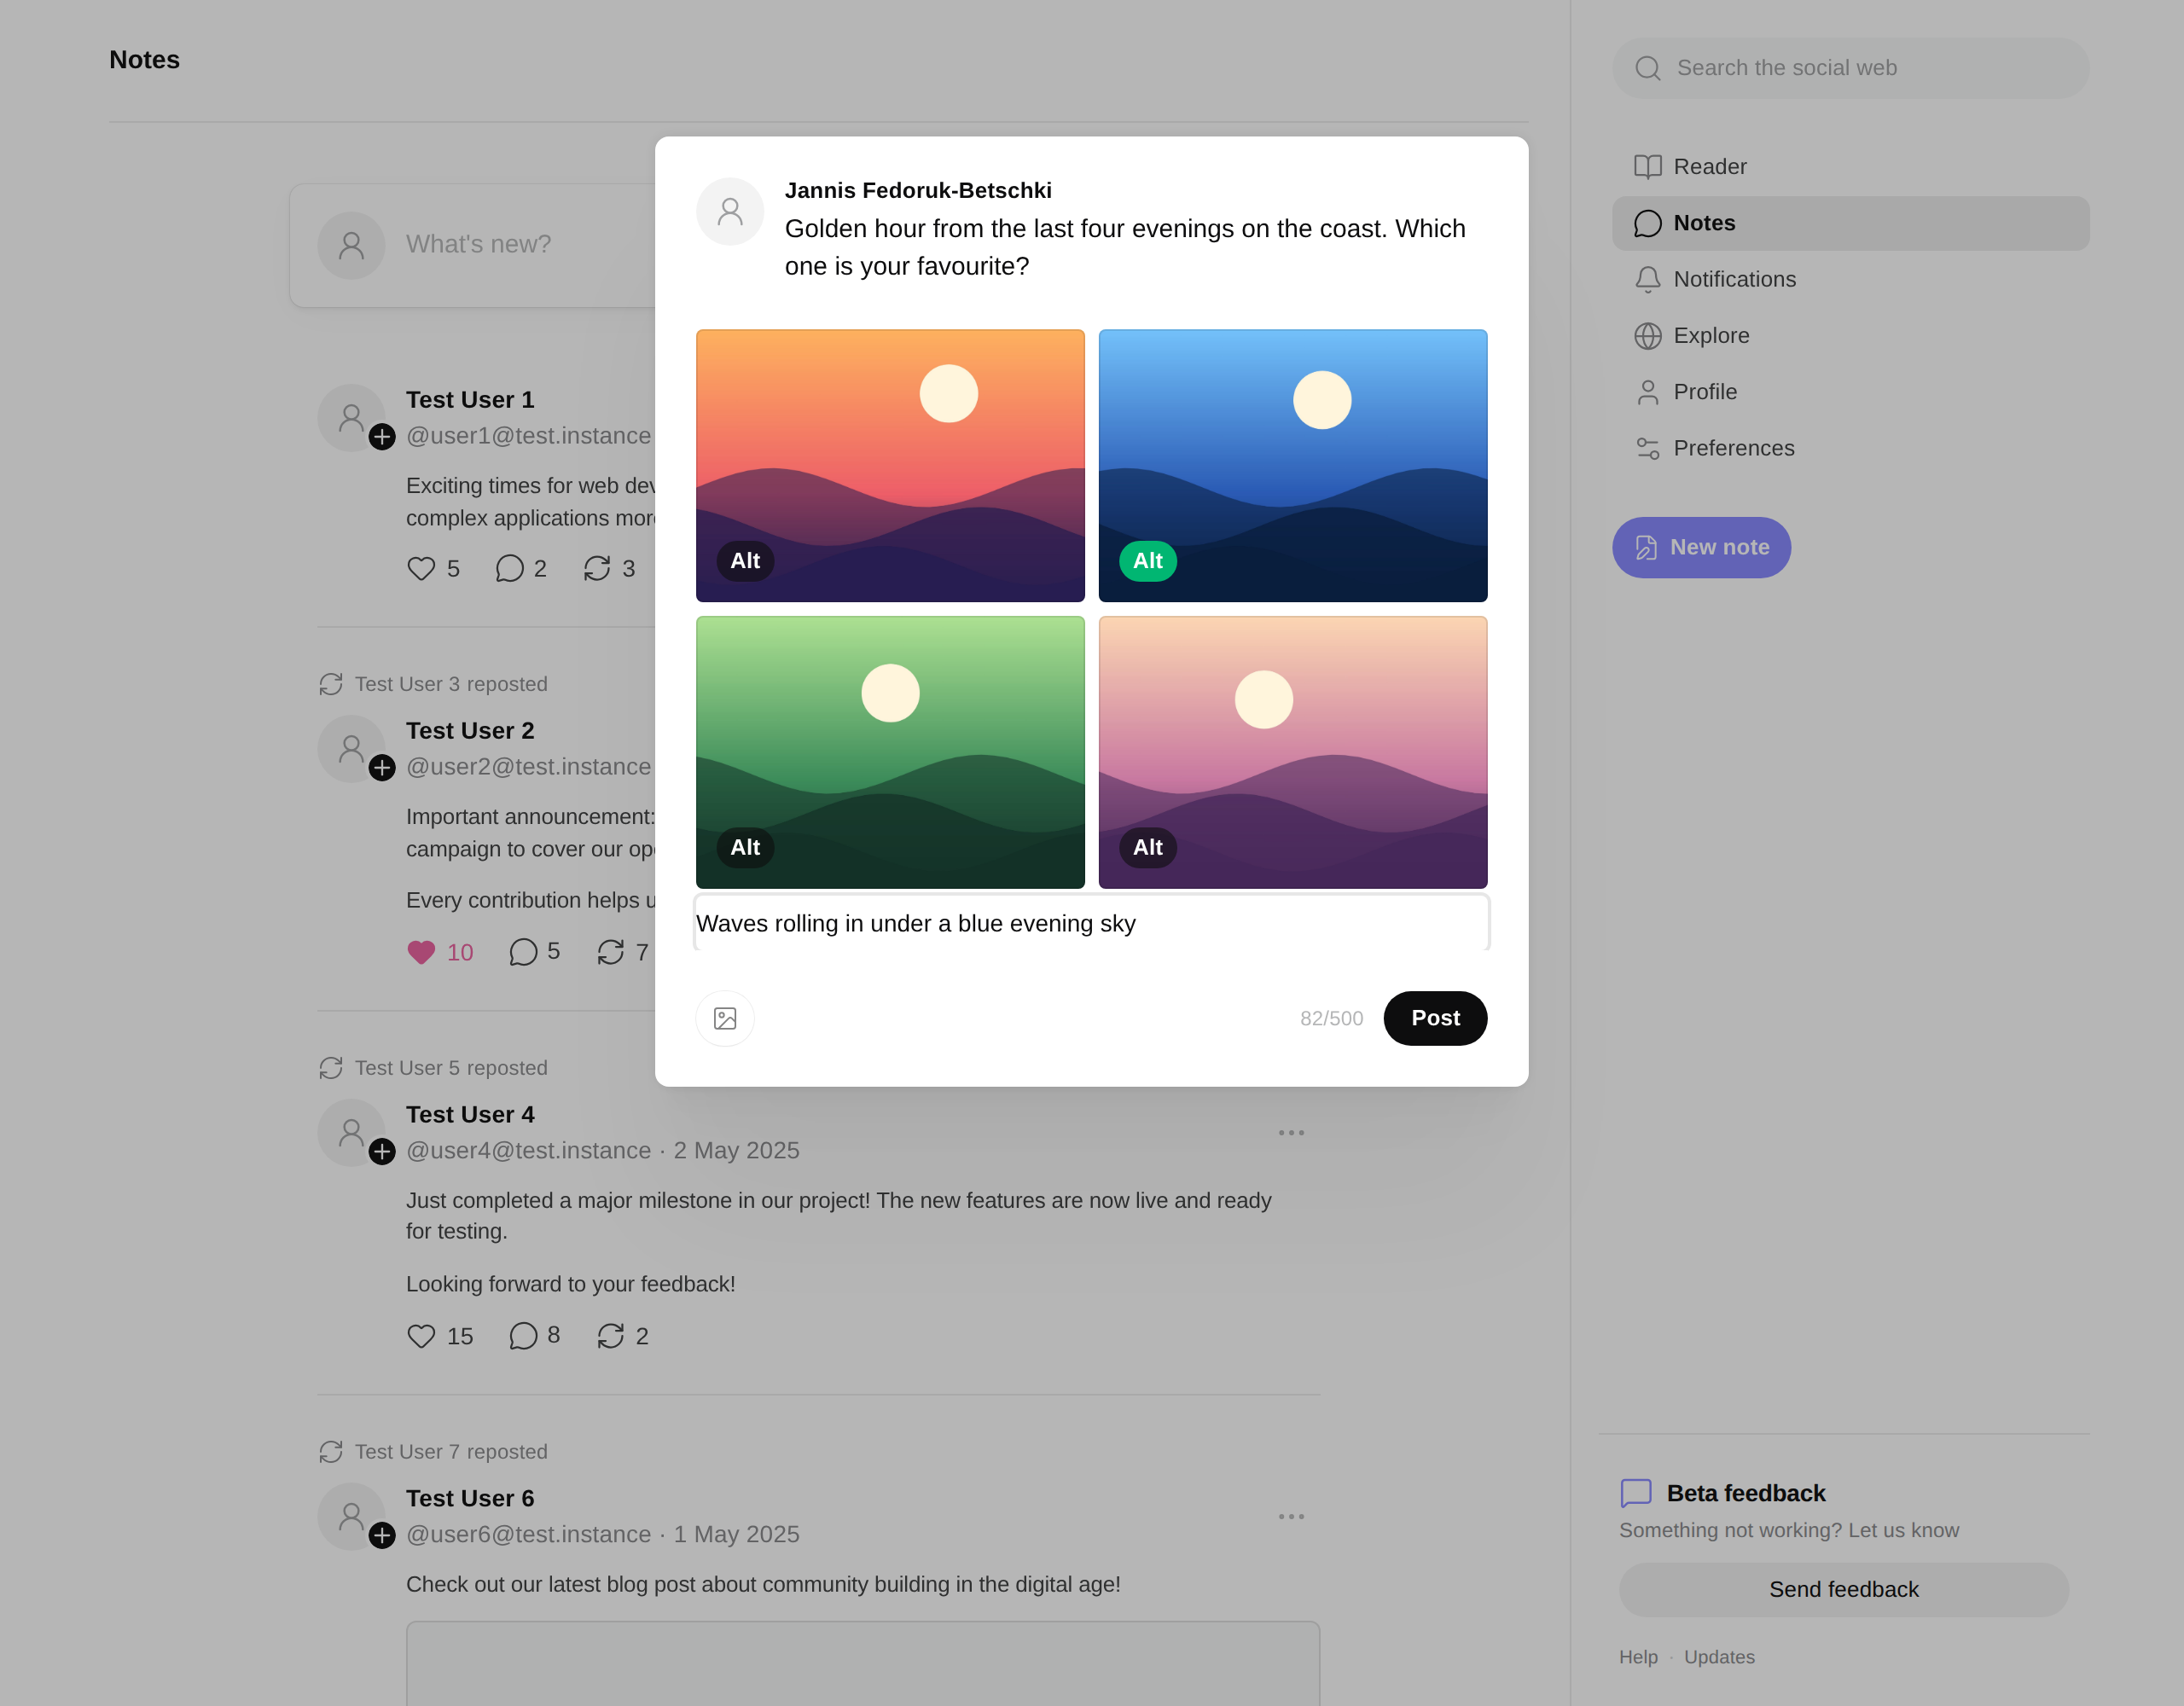 Notes
What's new?
Test User 1
@user1@test.instance
Exciting times for web dev
complex applications more
5 2 3
Test User 3 reposted
Test User 2
@user2@test.instance
Important announcement:
campaign to cover our ope
Every contribution helps u
10 5 7
Test User 5 reposted
Test User 4
@user4@test.instance · 2 May 2025
Just completed a major milestone in our project! The new features are now live and ready
for testing.
Looking forward to your feedback!
15 8 2
Test User 7 reposted
Test User 6
@user6@test.instance · 1 May 2025
Check out our latest blog post about community building in the digital age!
Jannis Fedoruk-Betschki
Golden hour from the last four evenings on the coast. Which
one is your favourite?
Alt
Alt
Alt
Alt
Waves rolling in under a blue evening sky
82/500
Post
Search the social web
Reader
Notes
Notifications
Explore
Profile
Preferences
New note
Beta feedback
Something not working? Let us know
Send feedback
Help · Updates